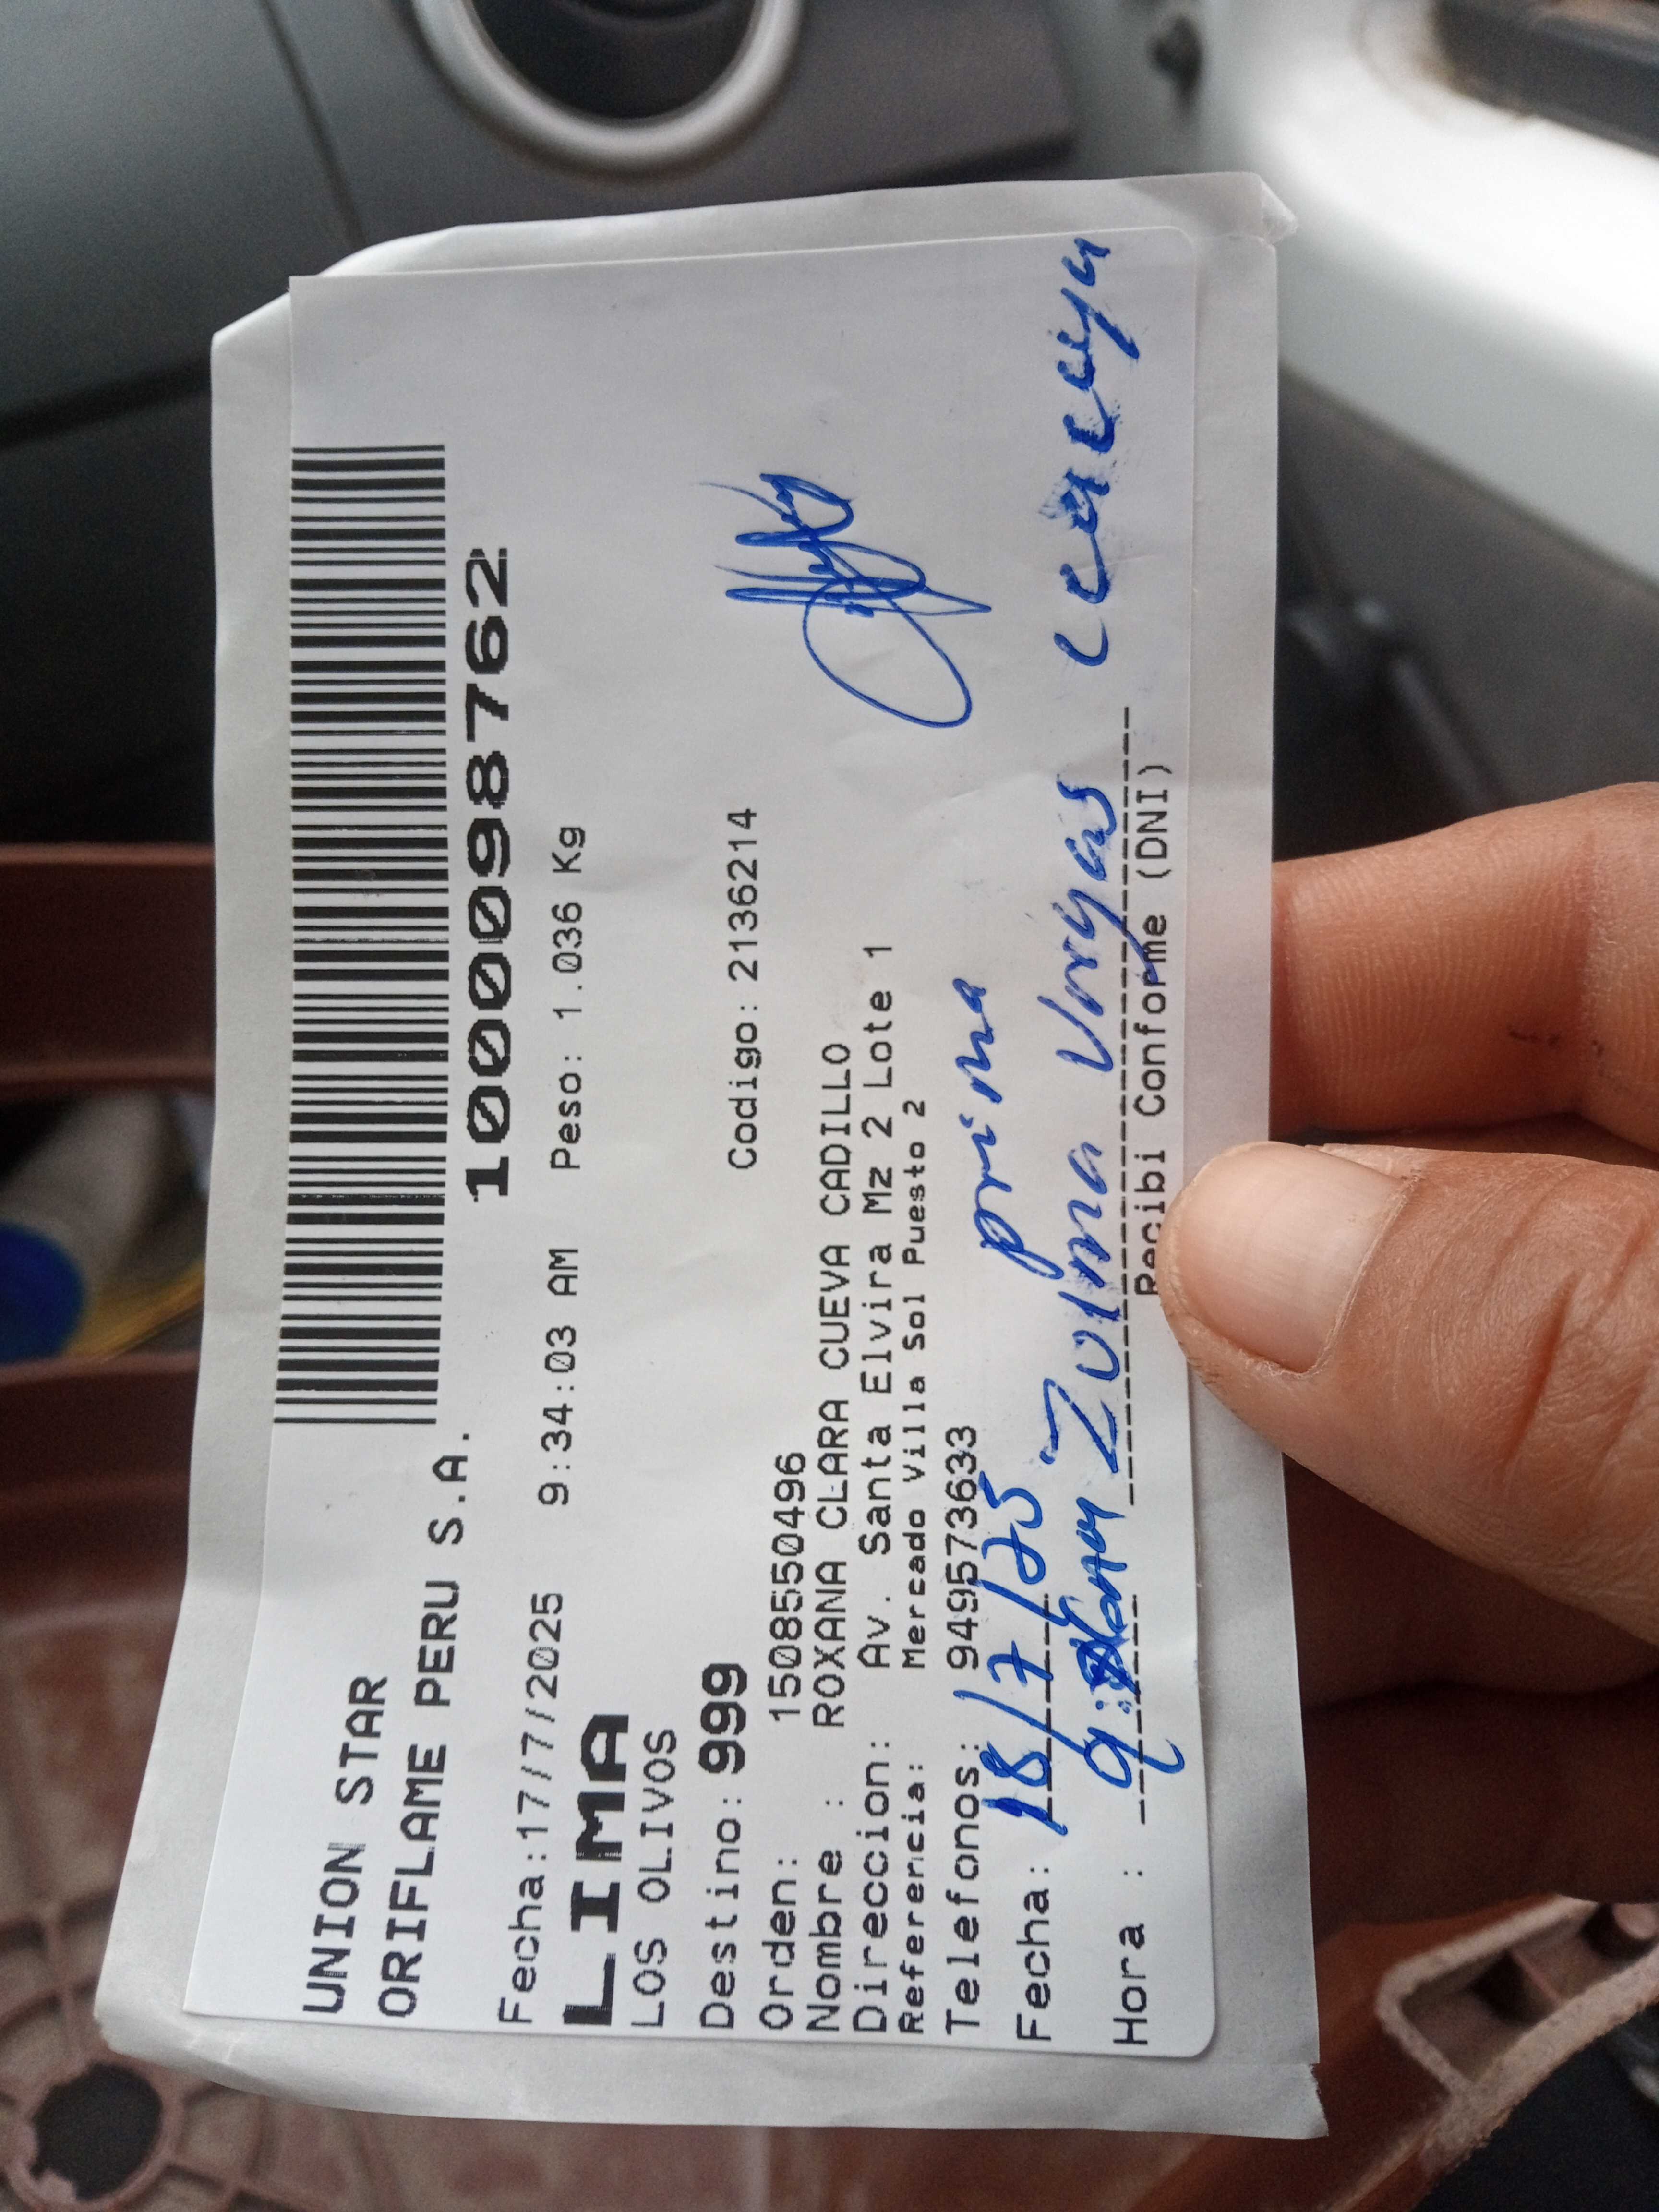 UNION STAR
ORIFLAME PERU S.A.
1000098762
Fecha:17/7/2025 9:34:03 AM Peso: 1.036 Kg
LIMA
LOS OLIVOS
Destino: 999 Codigo: 2136214
Orden: 15085550496
Nombre : ROXANA CLARA CUEVA CADILLO
Direccion: Av. Santa Elvira Mz 2 Lote 1
Referencia: Mercado Villa Sol Puesto 2
Telefonos: 949573633
prima
Fecha: 18/7/25
Zulma Vargas
Hora :
Recibi Conforme (DNI)